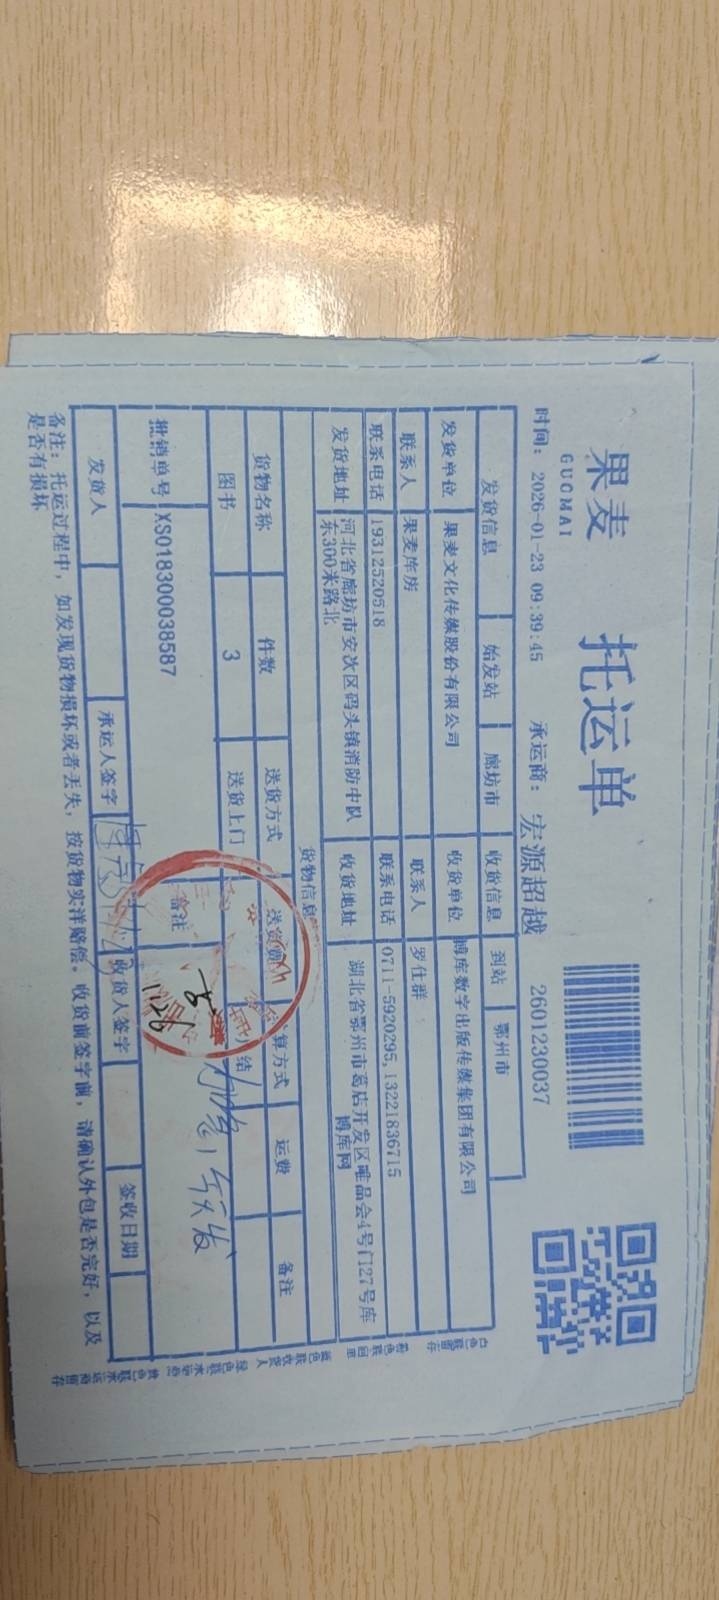 果麦
GUOMAI
托运单
时间：2026-01-23 09:39:45 承运商：宏源超越 2601230037
发货信息 始发站 廊坊市 收货信息 到站 鄂州市
发货单位 果麦文化传媒股份有限公司 收货单位 博库数字出版传媒集团有限公司
联系人 果麦库房 联系人 罗仕群
联系电话 19312520518 联系电话 0711-5920295,13221836715
发货地址 河北省廊坊市安次区码头镇消防中队东300米路北 收货地址 湖北省鄂州市葛店开发区唯品会4号门127号库博库网
货物信息
货物名称 件数 送货方式 送货费 算方式 运费 备注
图书 3 送货上门 结
批销单号 XS018300038587 备注
发货人 承运人签字 收货人签字 签收日期
备注：托运过程中，如发现货物损坏或者丢失，按货物实洋赔偿。收货前签字前，请确认外包是否完好，以及
是否有损坏